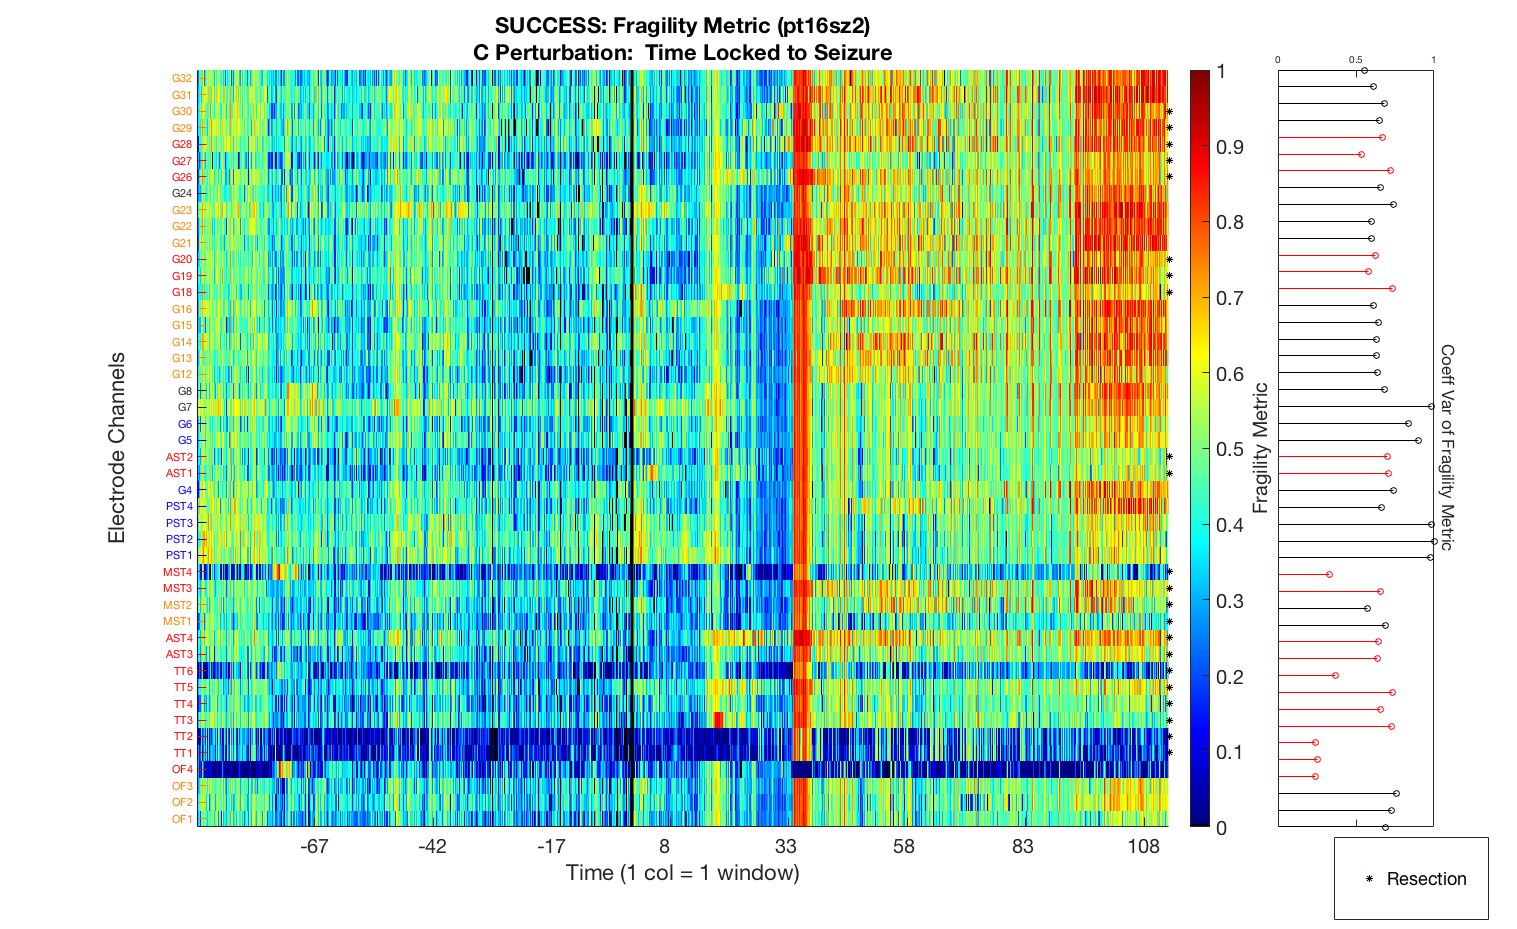 SUCCESS: Fragility Metric (pt16sz2)
C Perturbation:  Time Locked to Seizure
Electrode Channels
G32
G31
G30
G29
G28
G27
G26
G24
G23
G22
G21
G20
G19
G18
G16
G15
G14
G13
G12
G8
G7
G6
G5
AST2
AST1
G4
PST4
PST3
PST2
PST1
MST4
MST3
MST2
MST1
AST4
AST3
TT6
TT5
TT4
TT3
TT2
TT1
OF4
OF3
OF2
OF1
-67 -42 -17 8 33 58 83 108
Time (1 col = 1 window)
1
0.9
0.8
0.7
0.6
0.5
0.4
0.3
0.2
0.1
0
Fragility Metric
0 0.5 1
Coeff Var of Fragility Metric
* Resection